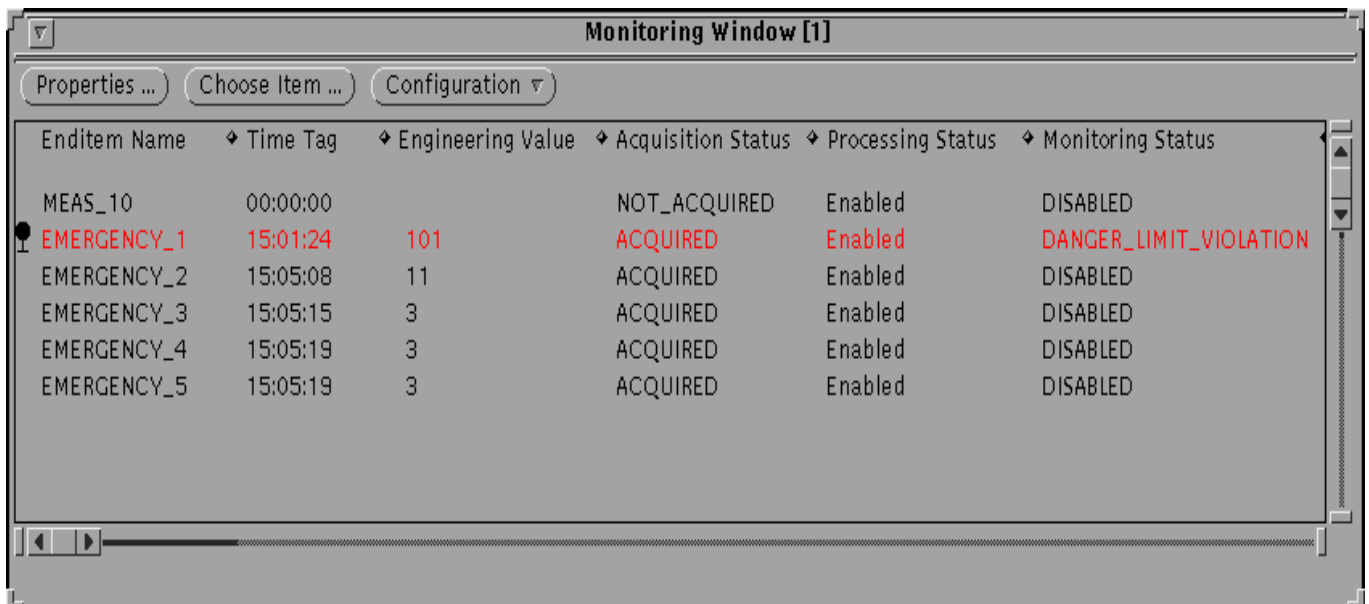 Monitoring Window [1]
Properties ... Choose Item ... Configuration
Enditem Name Time Tag Engineering Value Acquisition Status Processing Status Monitoring Status
MEAS_10 00:00:00 NOT_ACQUIRED Enabled DISABLED
EMERGENCY_1 15:01:24 101 ACQUIRED Enabled DANGER_LIMIT_VIOLATION
EMERGENCY_2 15:05:08 11 ACQUIRED Enabled DISABLED
EMERGENCY_3 15:05:15 3 ACQUIRED Enabled DISABLED
EMERGENCY_4 15:05:19 3 ACQUIRED Enabled DISABLED
EMERGENCY_5 15:05:19 3 ACQUIRED Enabled DISABLED